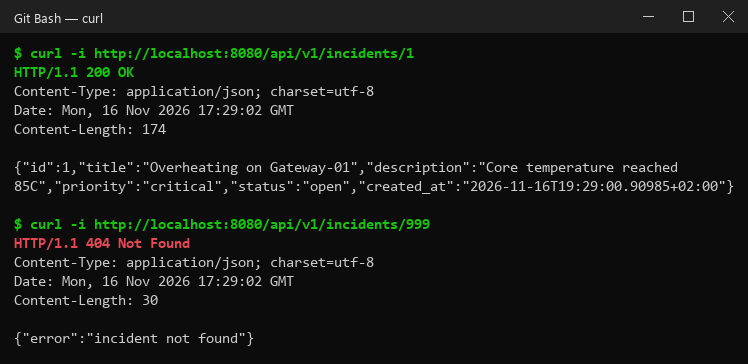 Git Bash — curl
$ curl -i http://localhost:8080/api/v1/incidents/1
HTTP/1.1 200 OK
Content-Type: application/json; charset=utf-8
Date: Mon, 16 Nov 2026 17:29:02 GMT
Content-Length: 174
{"id":1,"title":"Overheating on Gateway-01","description":"Core temperature reached
85C","priority":"critical","status":"open","created_at":"2026-11-16T19:29:00.90985+02:00"}
$ curl -i http://localhost:8080/api/v1/incidents/999
HTTP/1.1 404 Not Found
Content-Type: application/json; charset=utf-8
Date: Mon, 16 Nov 2026 17:29:02 GMT
Content-Length: 30
{"error":"incident not found"}